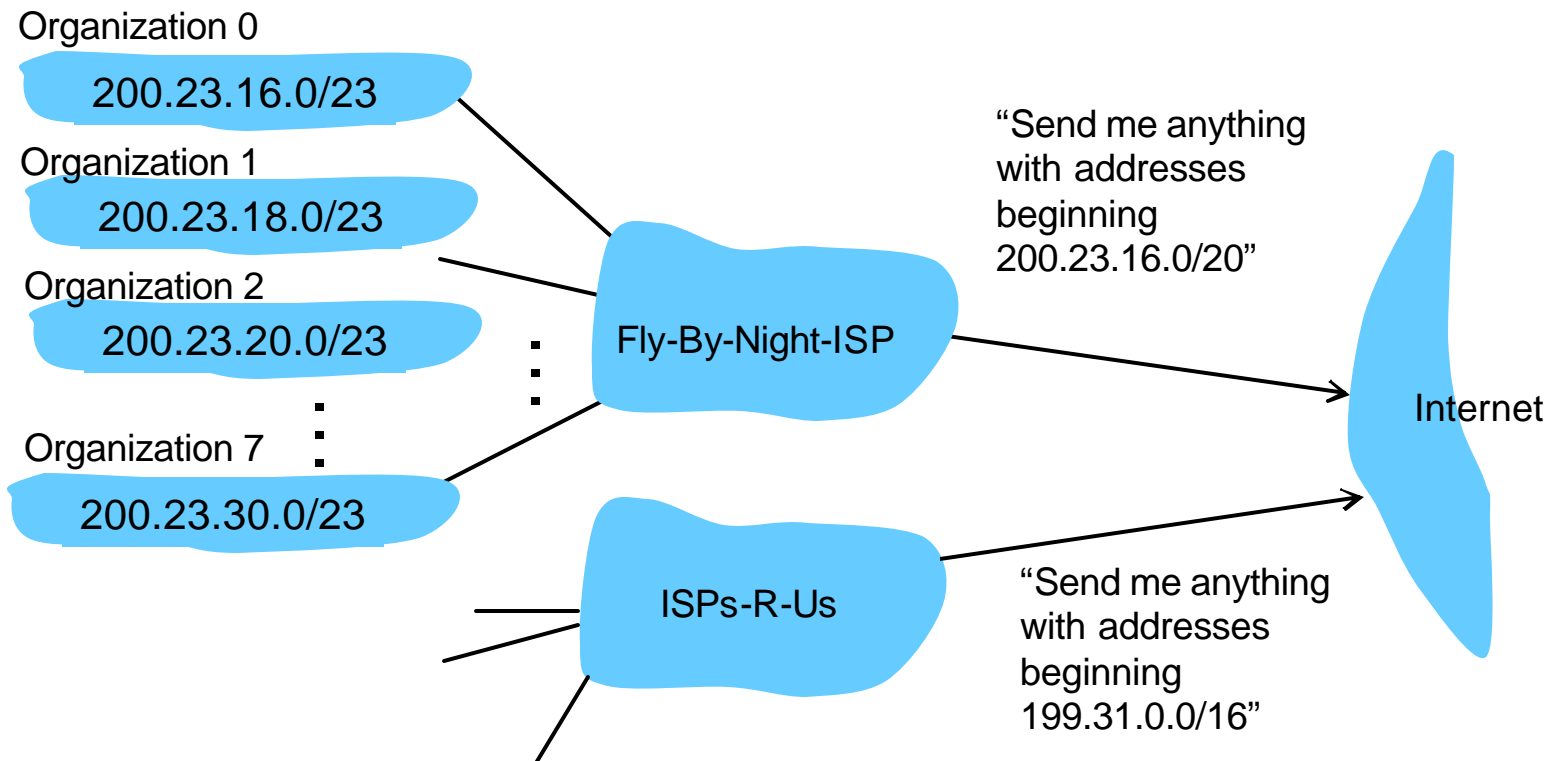 Organization 0
200.23.16.0/23
Organization 1
200.23.18.0/23
Organization 2
200.23.20.0/23
Organization 7
200.23.30.0/23
Fly-By-Night-ISP
ISPs-R-Us
“Send me anything
with addresses
beginning
200.23.16.0/20”
“Send me anything
with addresses
beginning
199.31.0.0/16”
Internet